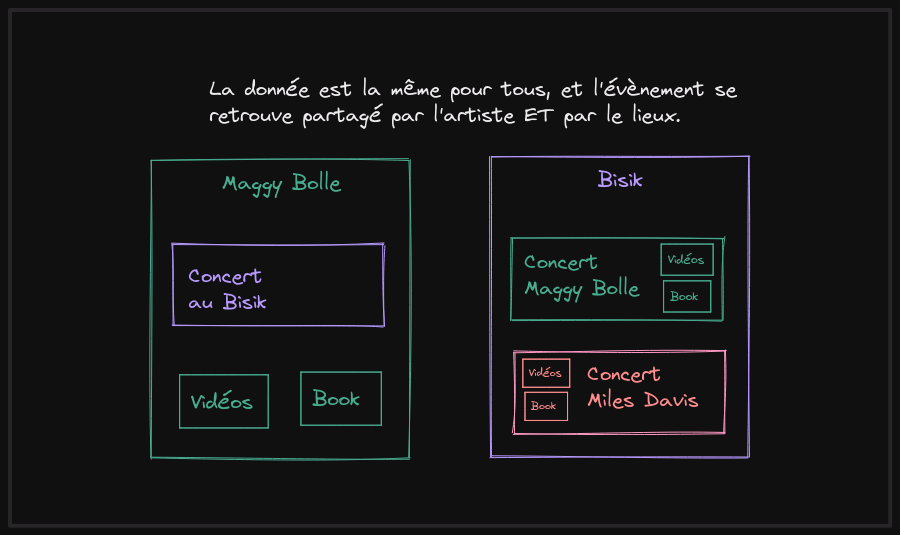 La donnée est la même pour tous, et l'évènement se
retrouve partagé par l'artiste ET par le lieux.
Maggy Bolle
Concert
au Bisik
Vidéos
Book
Bisik
Concert
Maggy Bolle
Vidéos
Book
Vidéos
Book
Concert
Miles Davis